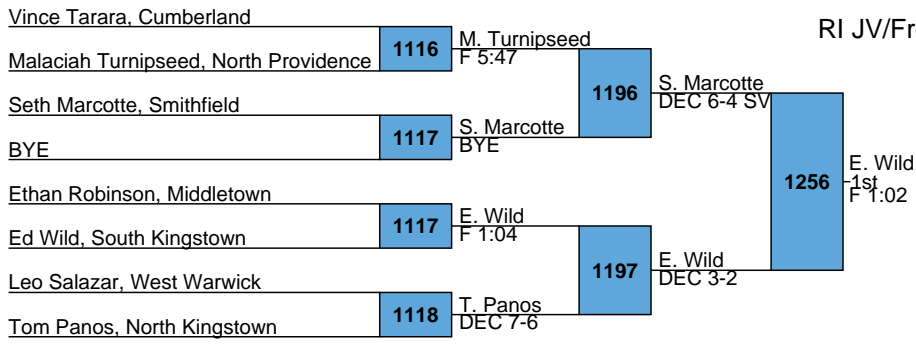 Vince Tarara, Cumberland
1116
M. Turnipseed
F 5:47
RI JV/Fr
Malaciah Turnipseed, North Providence
1196
S. Marcotte
DEC 6-4 SV
Seth Marcotte, Smithfield
1117
S. Marcotte
BYE
BYE
1256
E. Wild
1st
F 1:02
Ethan Robinson, Middletown
1117
E. Wild
F 1:04
Ed Wild, South Kingstown
1197
E. Wild
DEC 3-2
Leo Salazar, West Warwick
1118
T. Panos
DEC 7-6
Tom Panos, North Kingstown